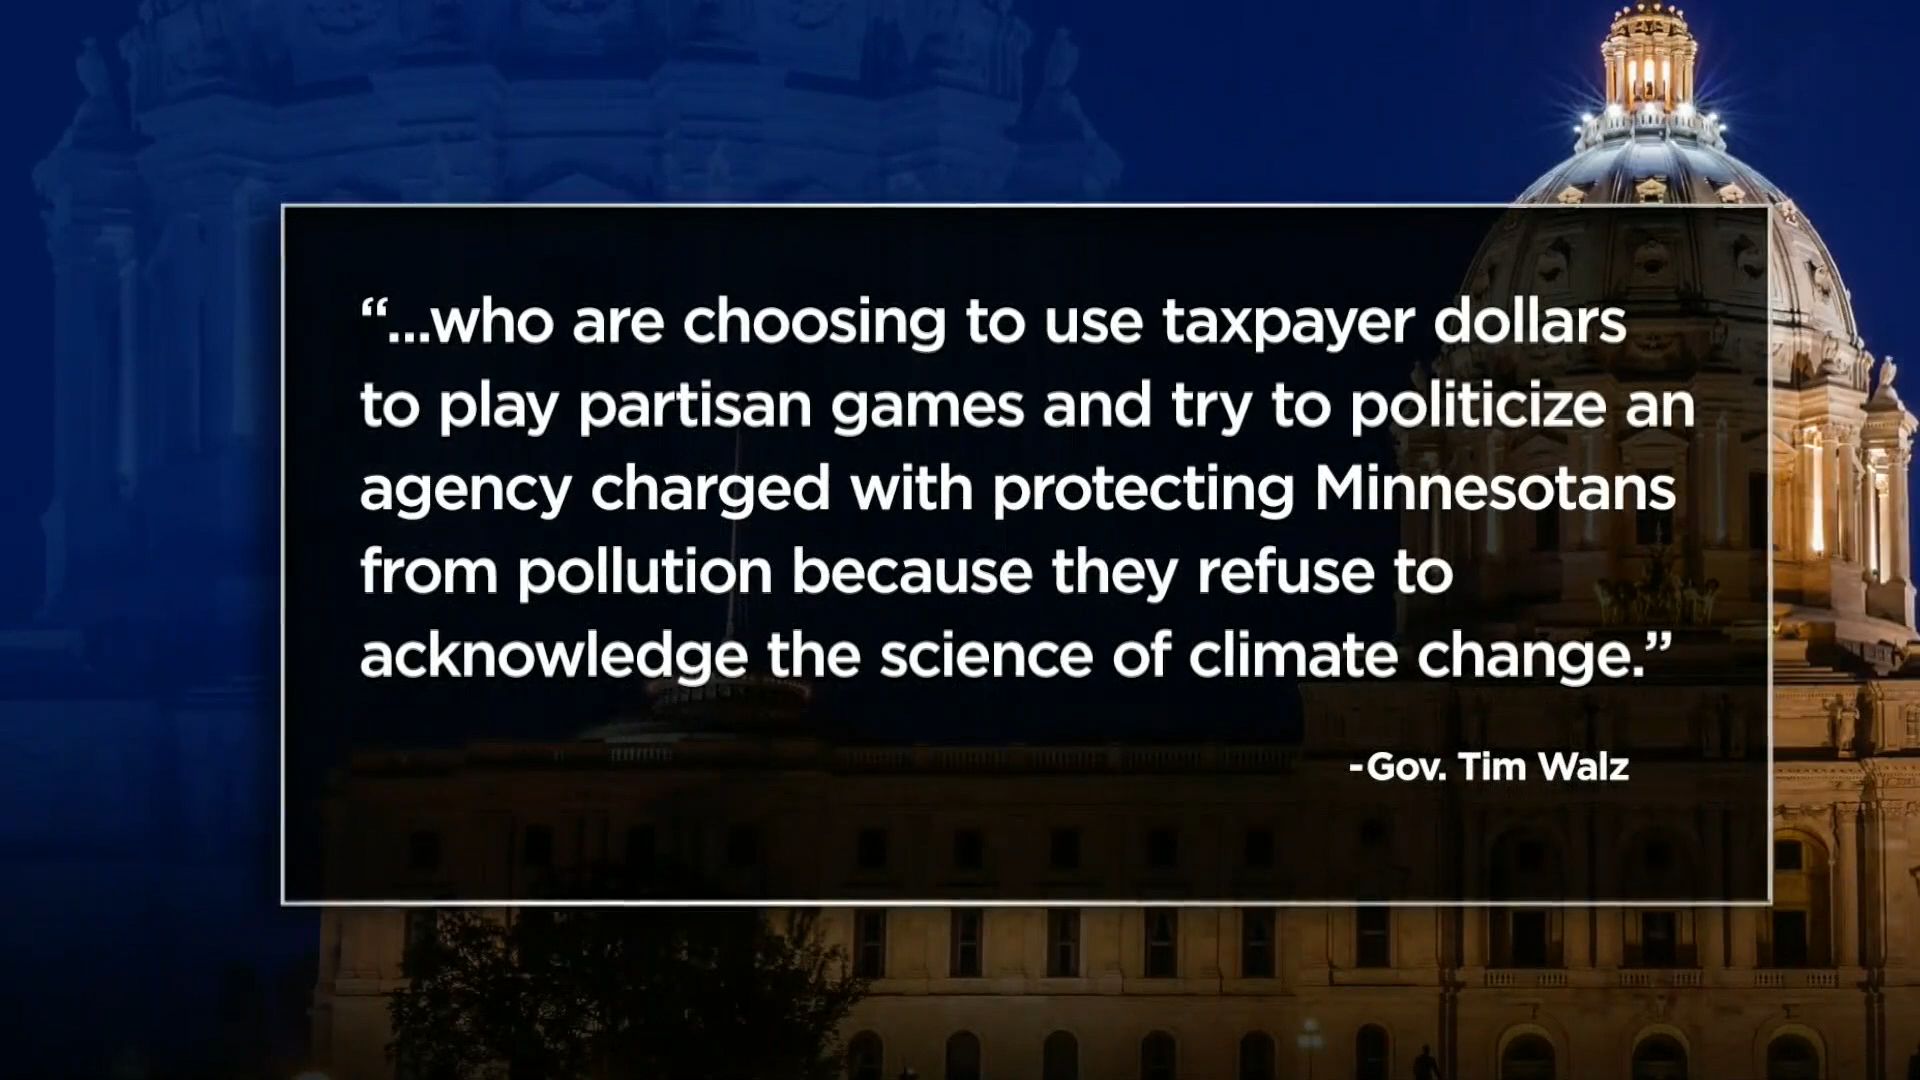 “...who are choosing to use taxpayer dollars
to play partisan games and try to politicize an
agency charged with protecting Minnesotans
from pollution because they refuse to
acknowledge the science of climate change.”
-Gov. Tim Walz